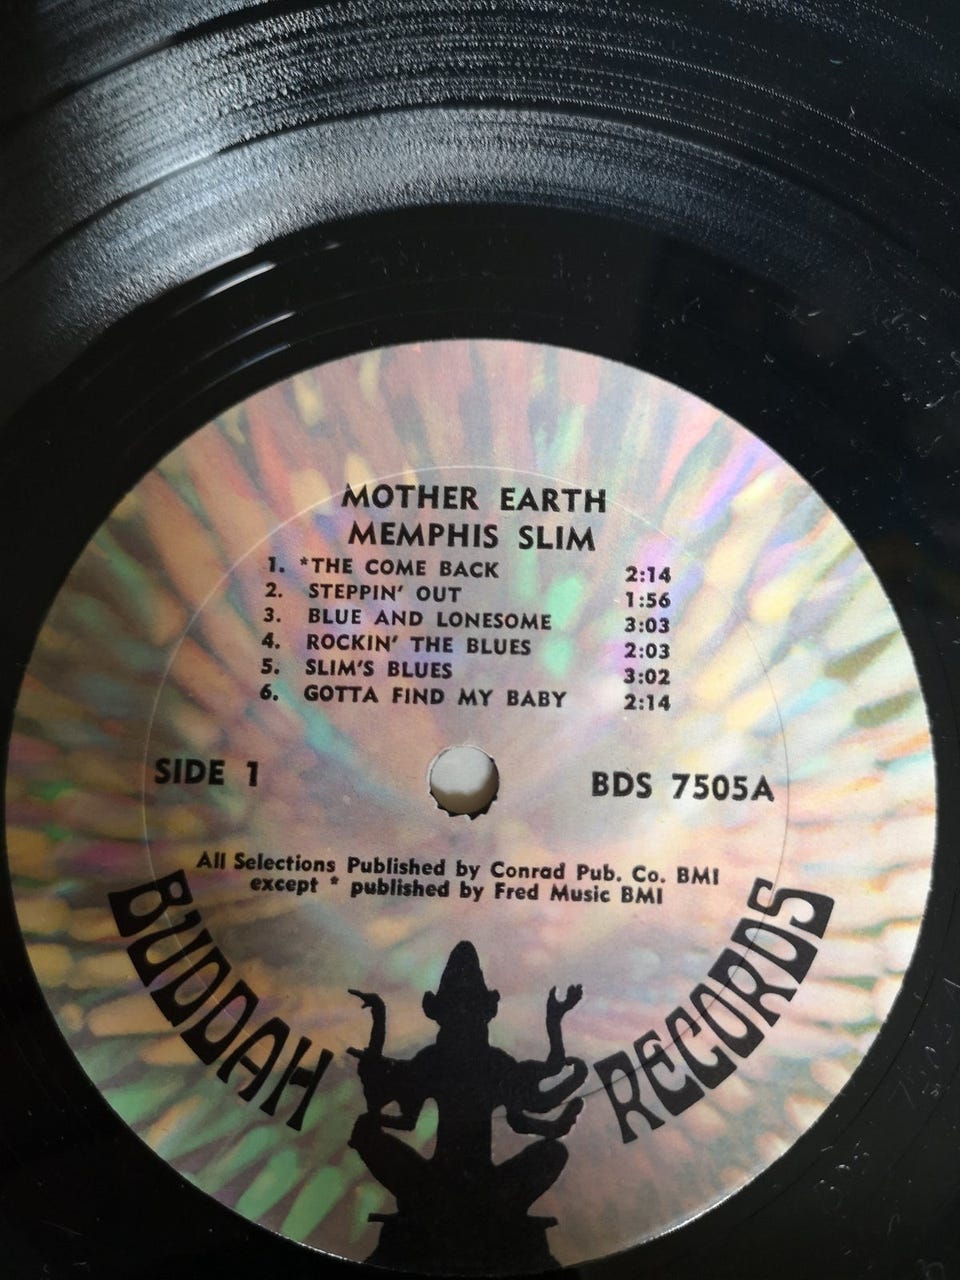 MOTHER EARTH
MEMPHIS SLIM
1. *THE COME BACK 2:14
2. STEPPIN' OUT 1:56
3. BLUE AND LONESOME 3:03
4. ROCKIN' THE BLUES 2:03
5. SLIM'S BLUES 3:02
6. GOTTA FIND MY BABY 2:14
SIDE 1 BDS 7505A
All Selections Published by Conrad Pub. Co. BMI
except * published by Fred Music BMI
BUDDAH RECORDS